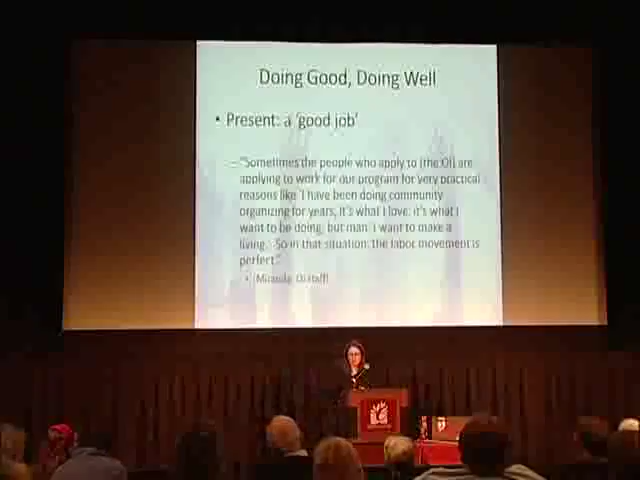 Doing Good, Doing Well
• Present: a 'good job'
– "Sometimes the people who apply to (the OI) are
applying to work for our program for very practical
reasons like 'I have been doing community
organizing for years, it's what I love, it's what I
want to be doing, but man I want to make a
living.' So in that situation, the labor movement is
perfect."
• (Miranda, OI staff)